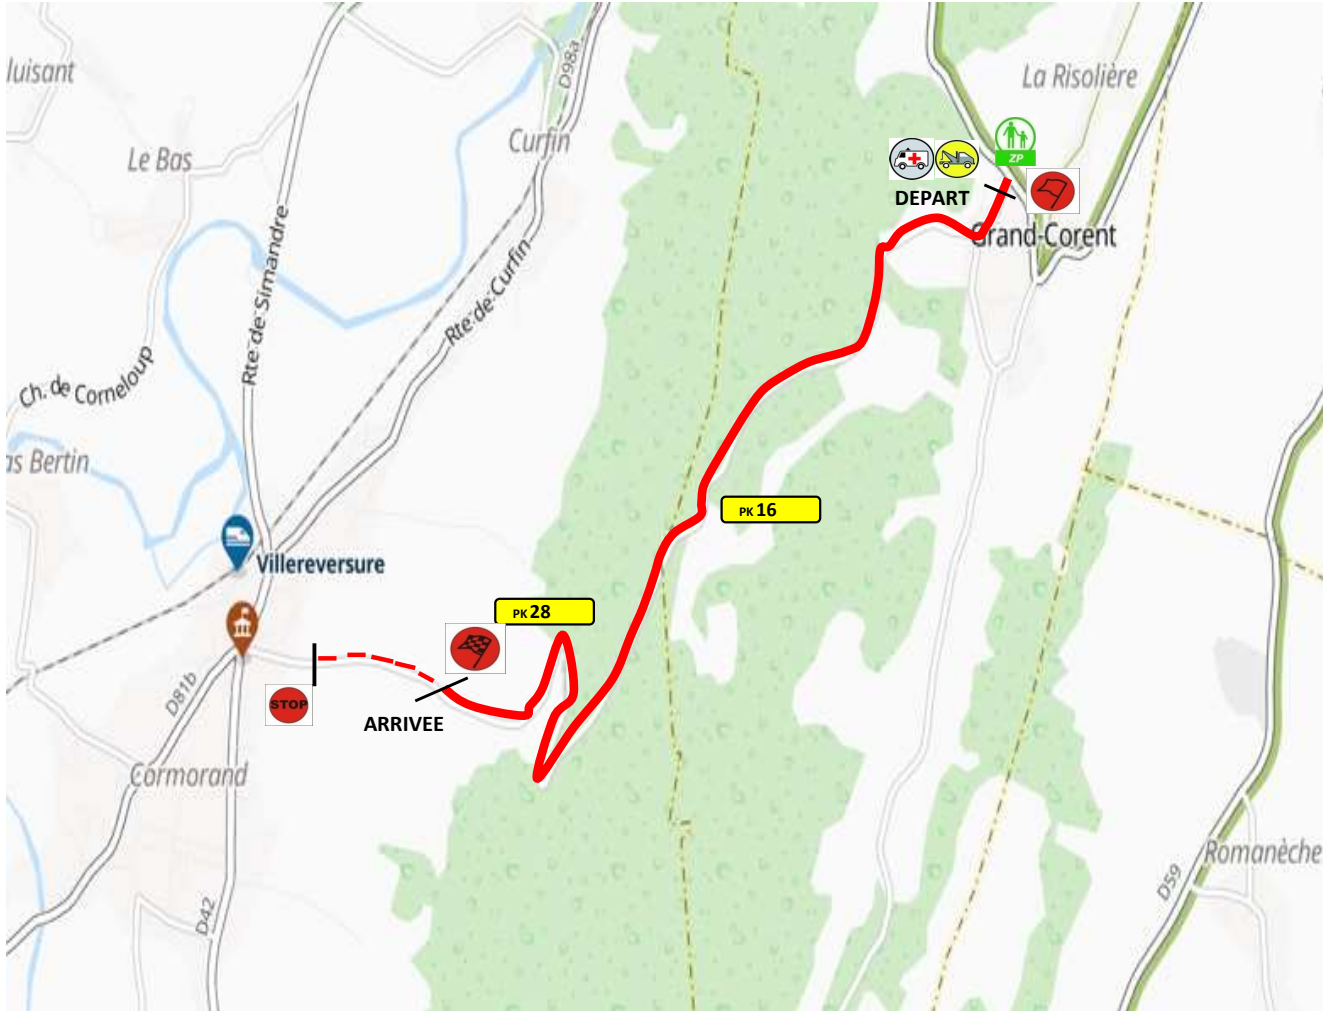 luisant
La Risolière
D98a
Curfin
Le Bas
ZP
DEPART
Grand-Corent
Rte de Simandre
Rte de Curfin
Ch. de Corneloup
as Bertin
PK 16
Villereversure
PK 28
D81b
STOP
ARRIVEE
Cormorand
Romanèche
D59
D42